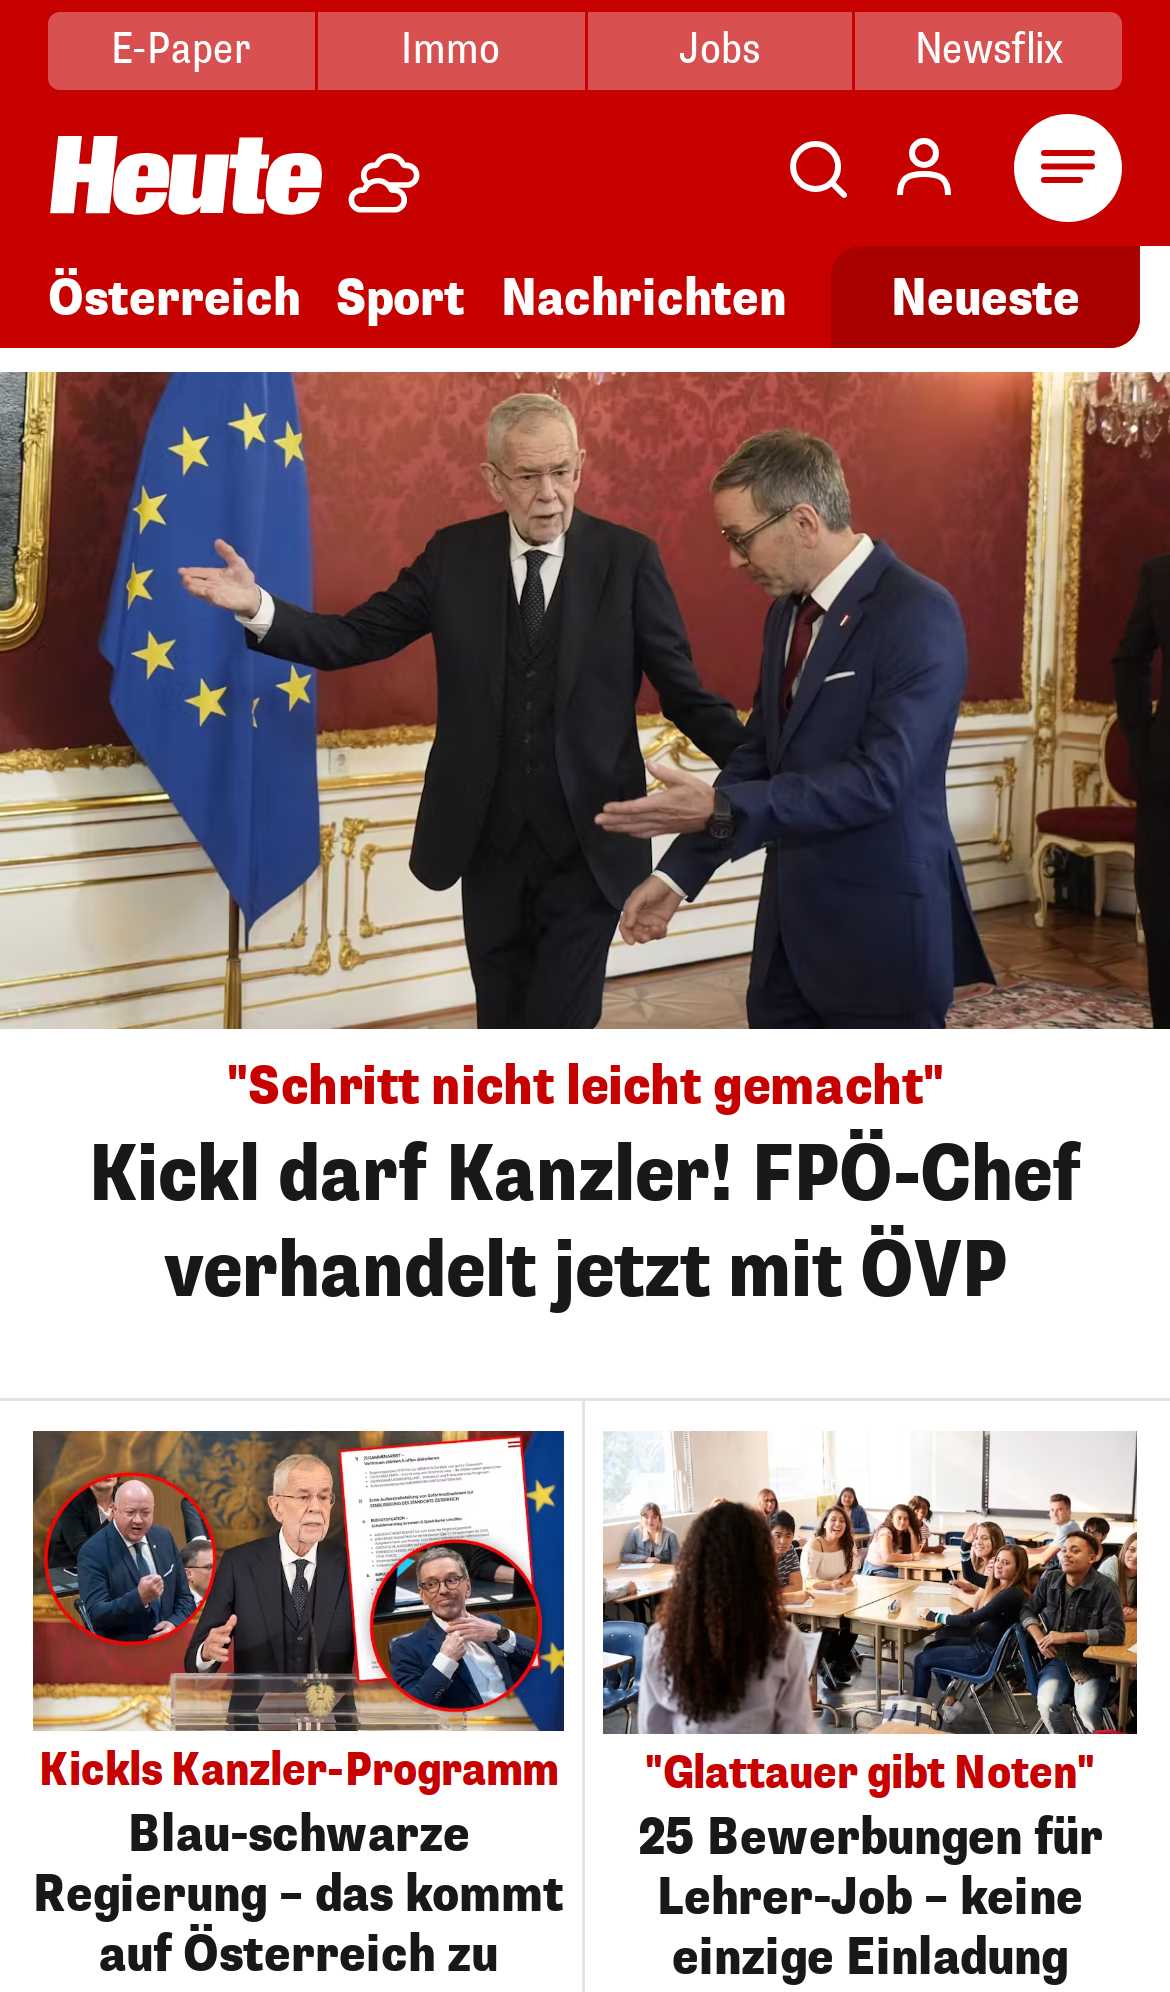 E-Paper
Immo
Jobs
Newsflix
Heute
Österreich
Sport
Nachrichten
Neueste
"Schritt nicht leicht gemacht"
Kickl darf Kanzler! FPÖ-Chef
verhandelt jetzt mit ÖVP
Kickls Kanzler-Programm
Blau-schwarze
Regierung – das kommt
auf Österreich zu
"Glattauer gibt Noten"
25 Bewerbungen für
Lehrer-Job – keine
einzige Einladung